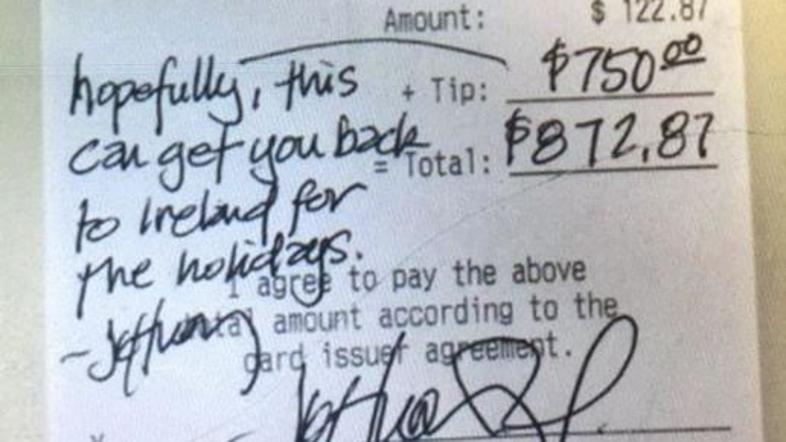 Amount: $ 122.87
hopefully, this
+ Tip: $750.00
can get you back
= Total: $872.87
to Ireland for
the holidays.
I agree to pay the above
total amount according to the
card issuer agreement.
X